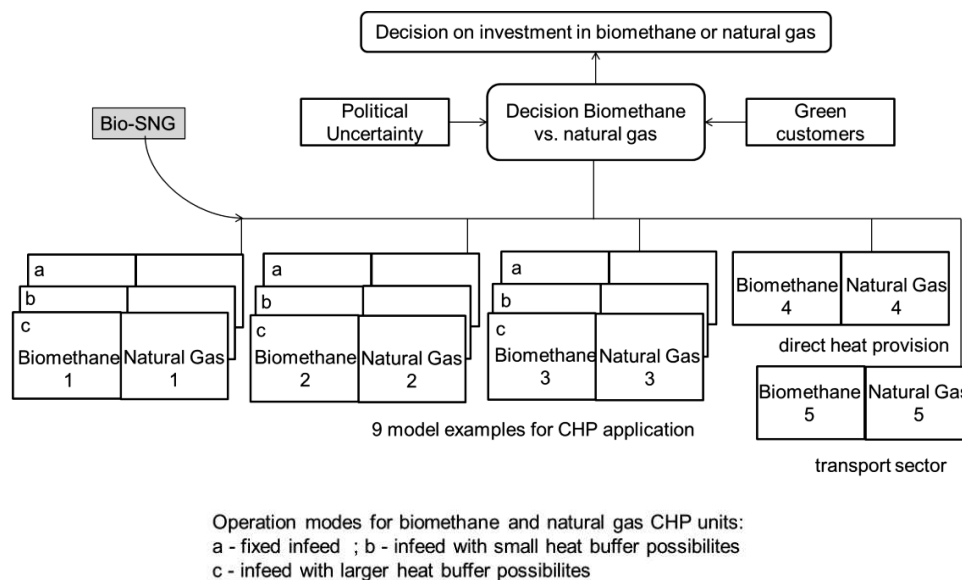 Decision on investment in biomethane or natural gas
Bio-SNG
Political
Uncertainty
Decision Biomethane
vs. natural gas
Green
customers
a
b
c
Biomethane
1
Natural Gas
1
a
b
c
Biomethane
2
Natural Gas
2
a
b
c
Biomethane
3
Natural Gas
3
Biomethane
4
Natural Gas
4
direct heat provision
Biomethane
5
Natural Gas
5
9 model examples for CHP application
transport sector
Operation modes for biomethane and natural gas CHP units:
a - fixed infeed ; b - infeed with small heat buffer possibilites
c - infeed with larger heat buffer possibilites